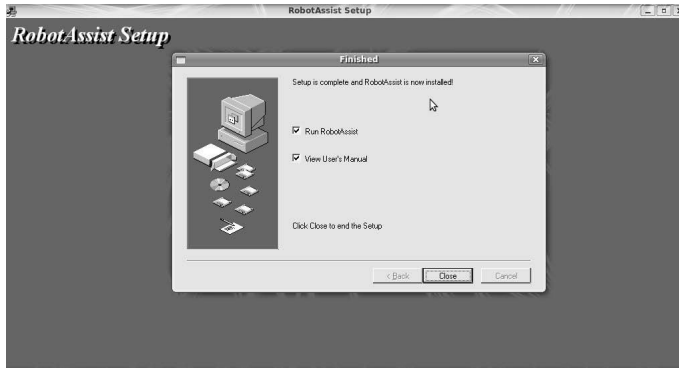 RobotAssist Setup
RobotAssist Setup
Finished
Setup is complete and RobotAssist is now installed!
Run RobotAssist
View User's Manual
Click Close to end the Setup
< Back Close Cancel